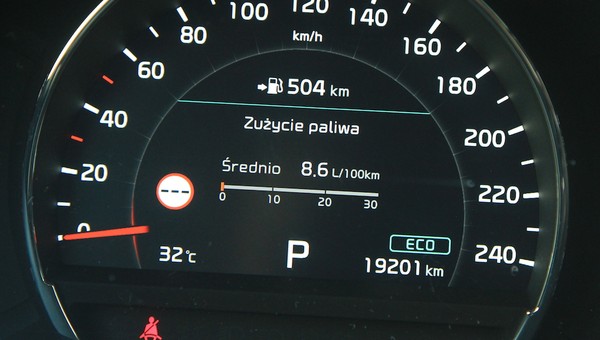 100 120 140
80 km/h 160
60 504 km 180
40 Zużycie paliwa 200
20 Średnio 8.6 L/100km 220
---
0 10 20 30
0
ECO 240
32°C P 19201 km